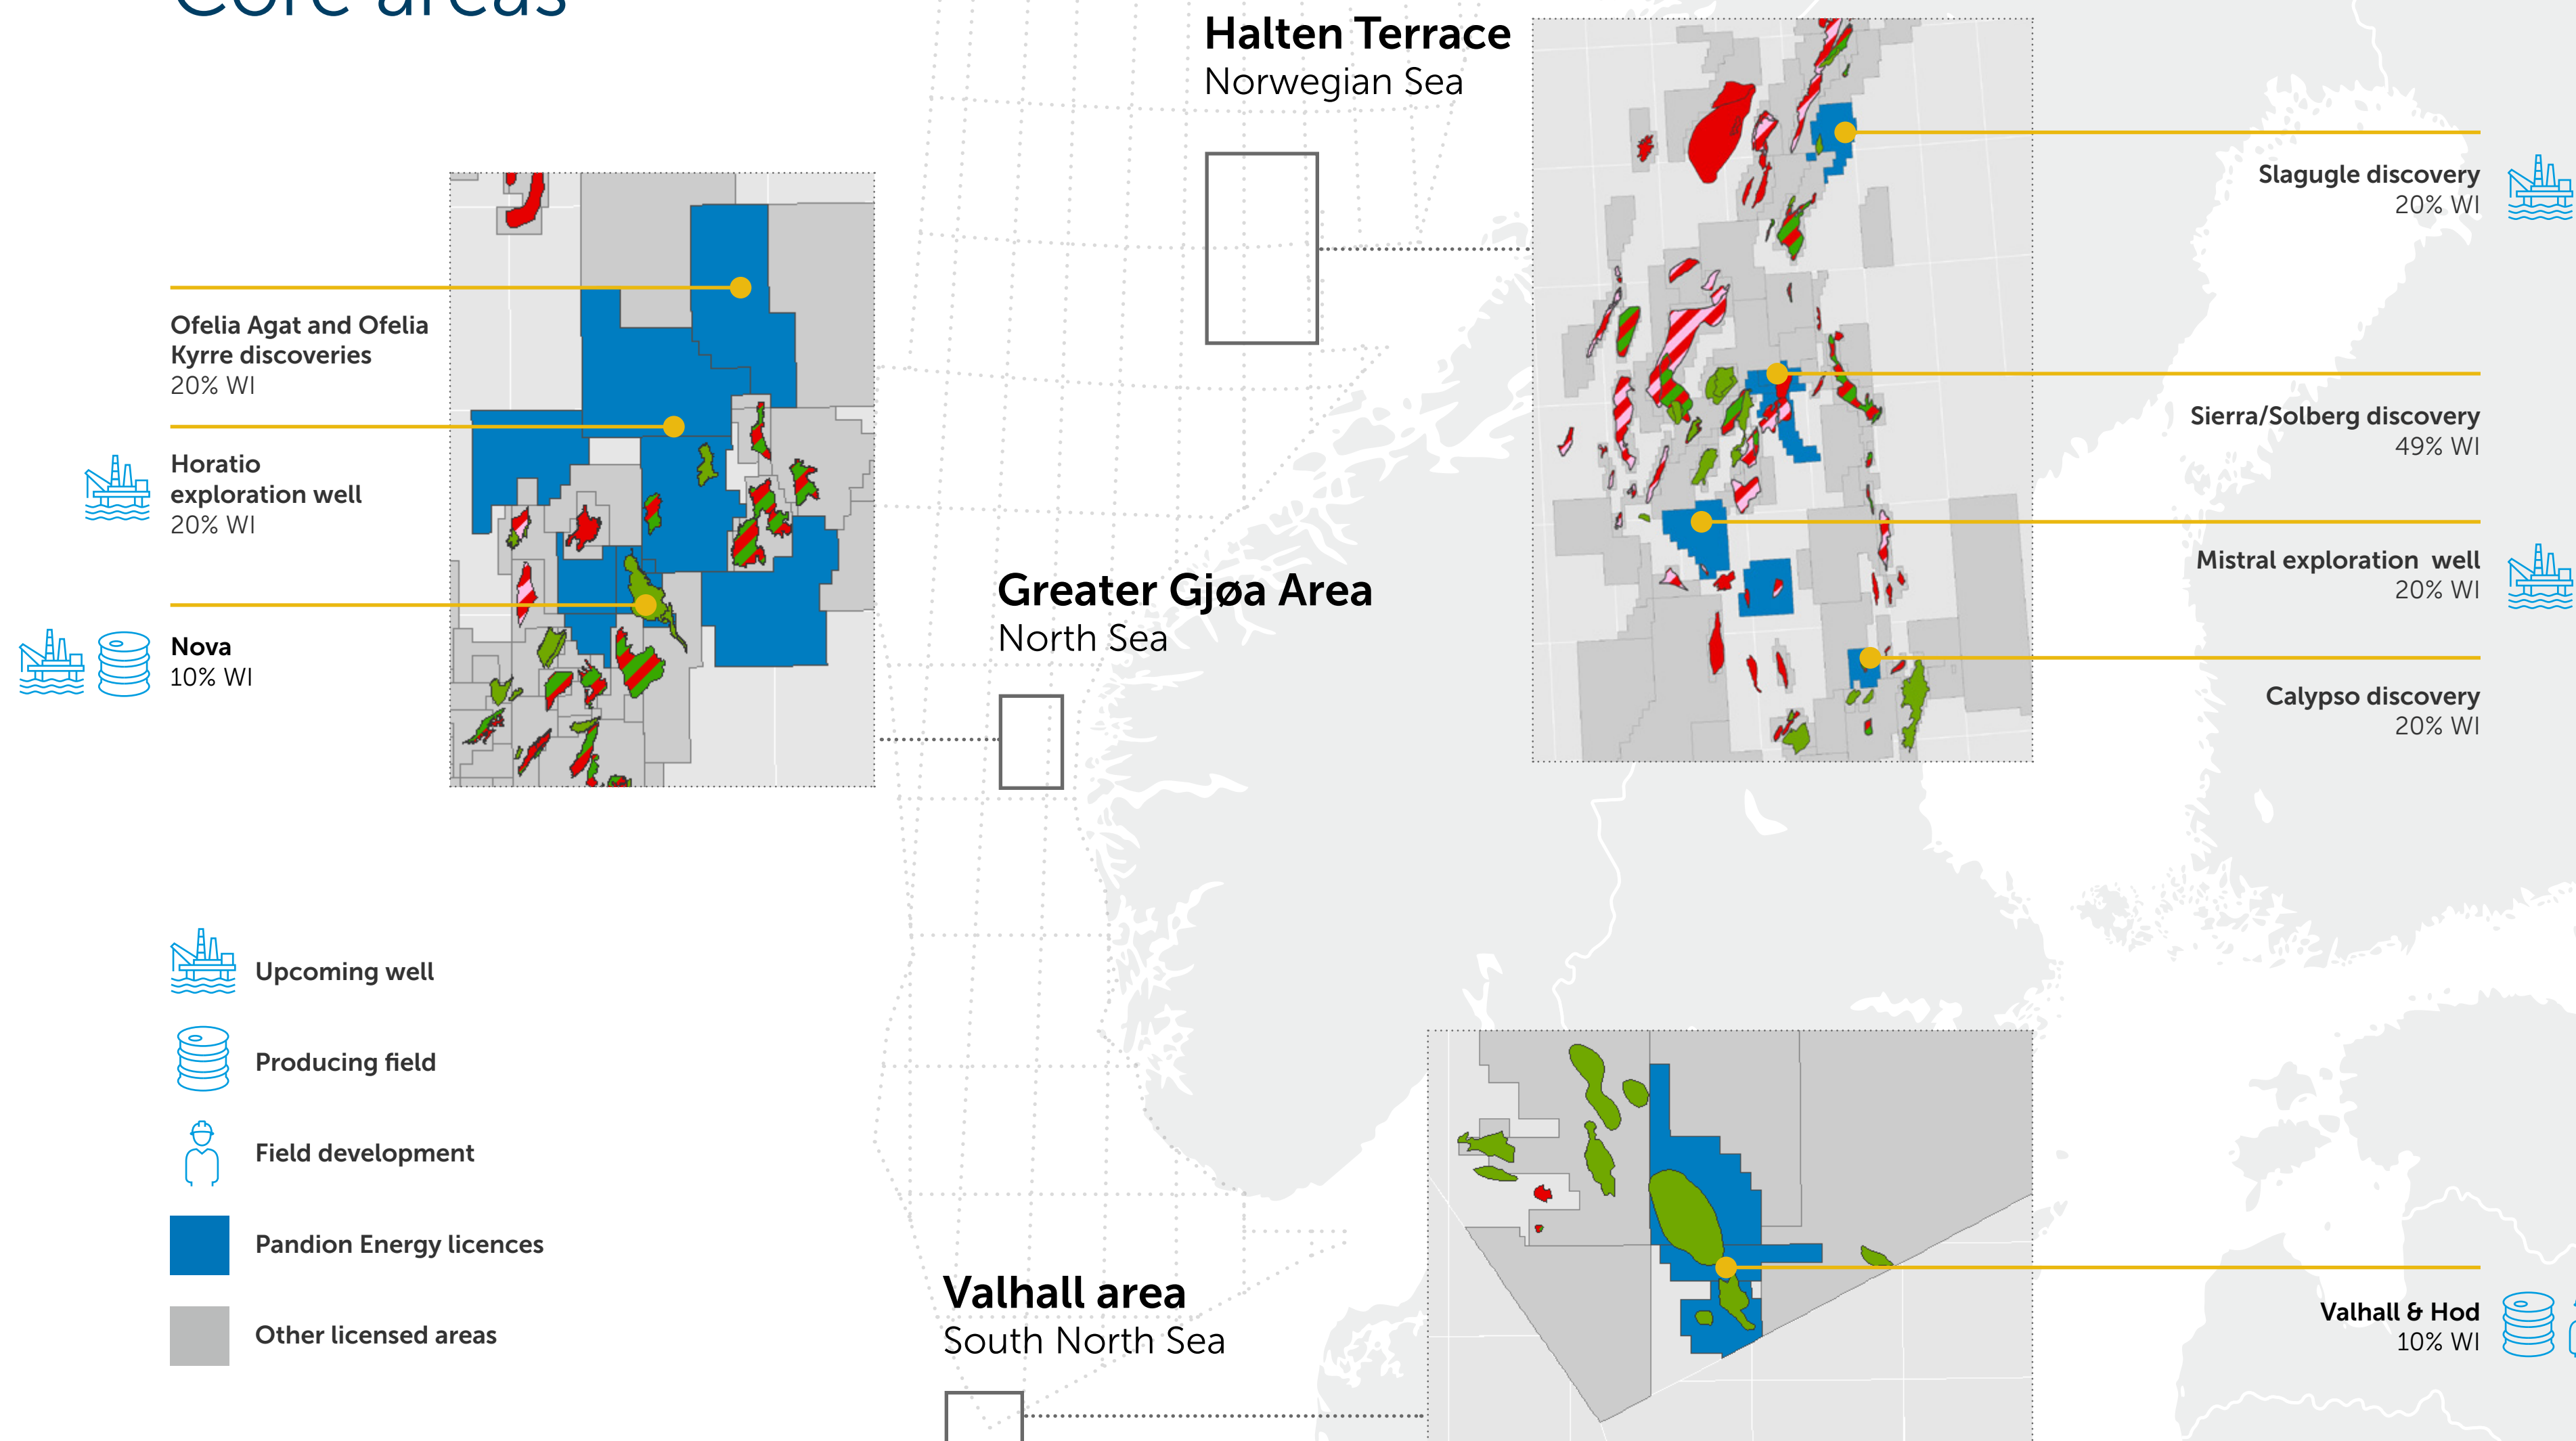 Core areas
Halten Terrace
Norwegian Sea
Slagugle discovery
20% WI
Ofelia Agat and Ofelia
Kyrre discoveries
20% WI
Sierra/Solberg discovery
49% WI
Horatio
exploration well
20% WI
Mistral exploration  well
20% WI
Greater Gjøa Area
North Sea
Nova
10% WI
Calypso discovery
20% WI
Upcoming well
Producing field
Field development
Pandion Energy licences
Other licensed areas
Valhall area
South North Sea
Valhall & Hod
10% WI